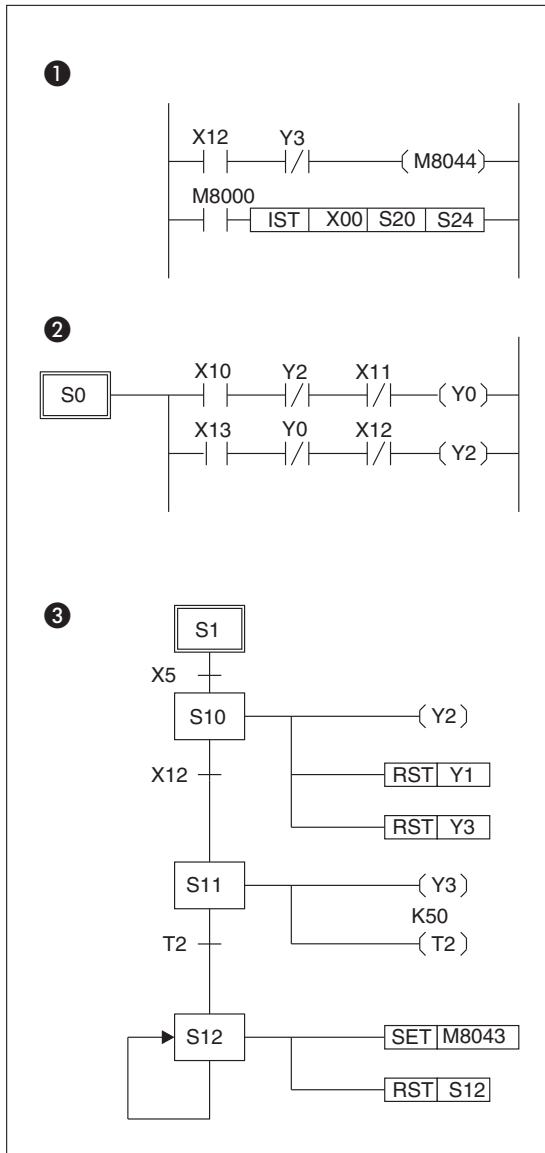 ❶
X12 Y3
M8044
M8000
IST X00 S20 S24
❷
X10 Y2 X11
S0 Y0
X13 Y0 X12
Y2
❸
S1
X5
S10 Y2
X12 RST Y1
RST Y3
S11 Y3
K50
T2 T2
S12 SET M8043
RST S12